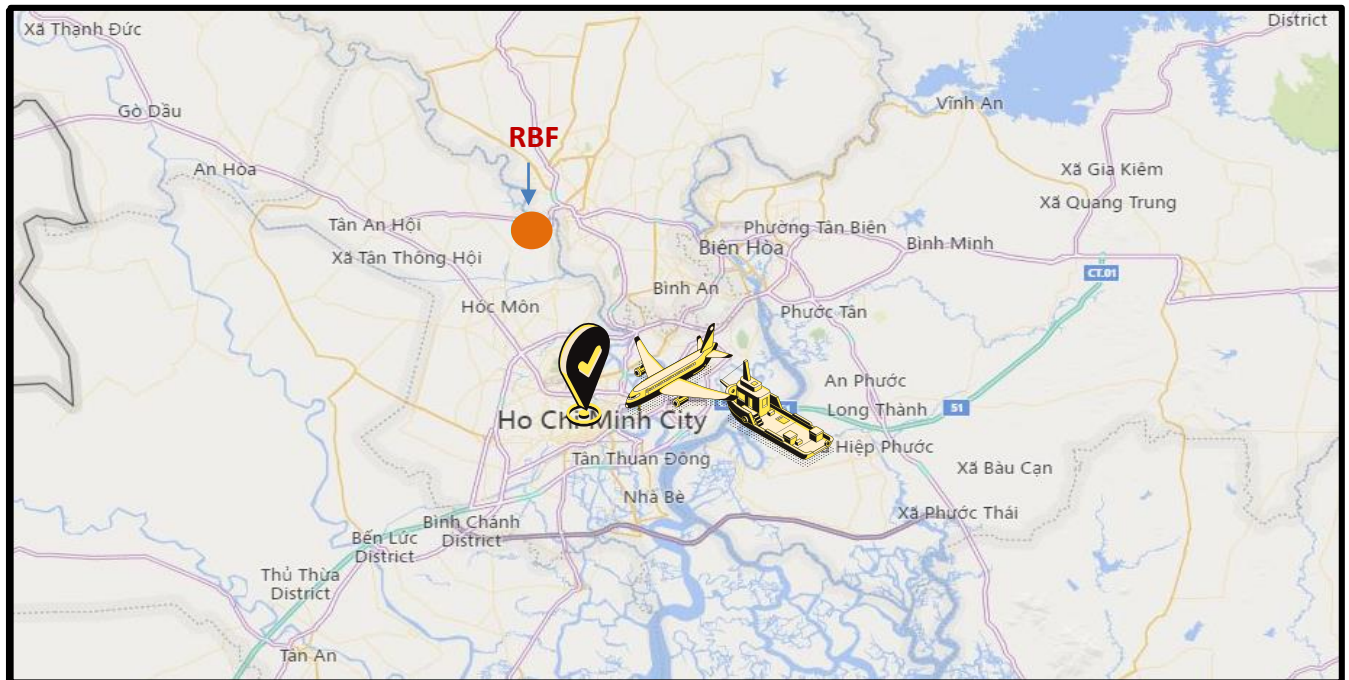 Xã Thạnh Đức
District
Gò Dầu
Vĩnh An
RBF
An Hòa
Xã Gia Kiệm
Xã Quang Trung
Tân An Hội
Phường Tân Biên
Biên Hòa
Bình Minh
Xã Tân Thông Hội
CT.01
Bình An
Hóc Môn
Phước Tân
An Phước
Long Thành
51
Ho Chi Minh City
Hiệp Phước
Tân Thuận Đông
Xã Bàu Cạn
Nhà Bè
Xã Phước Thái
Bình Chánh
District
Bến Lức
District
Thủ Thừa
District
Tân An